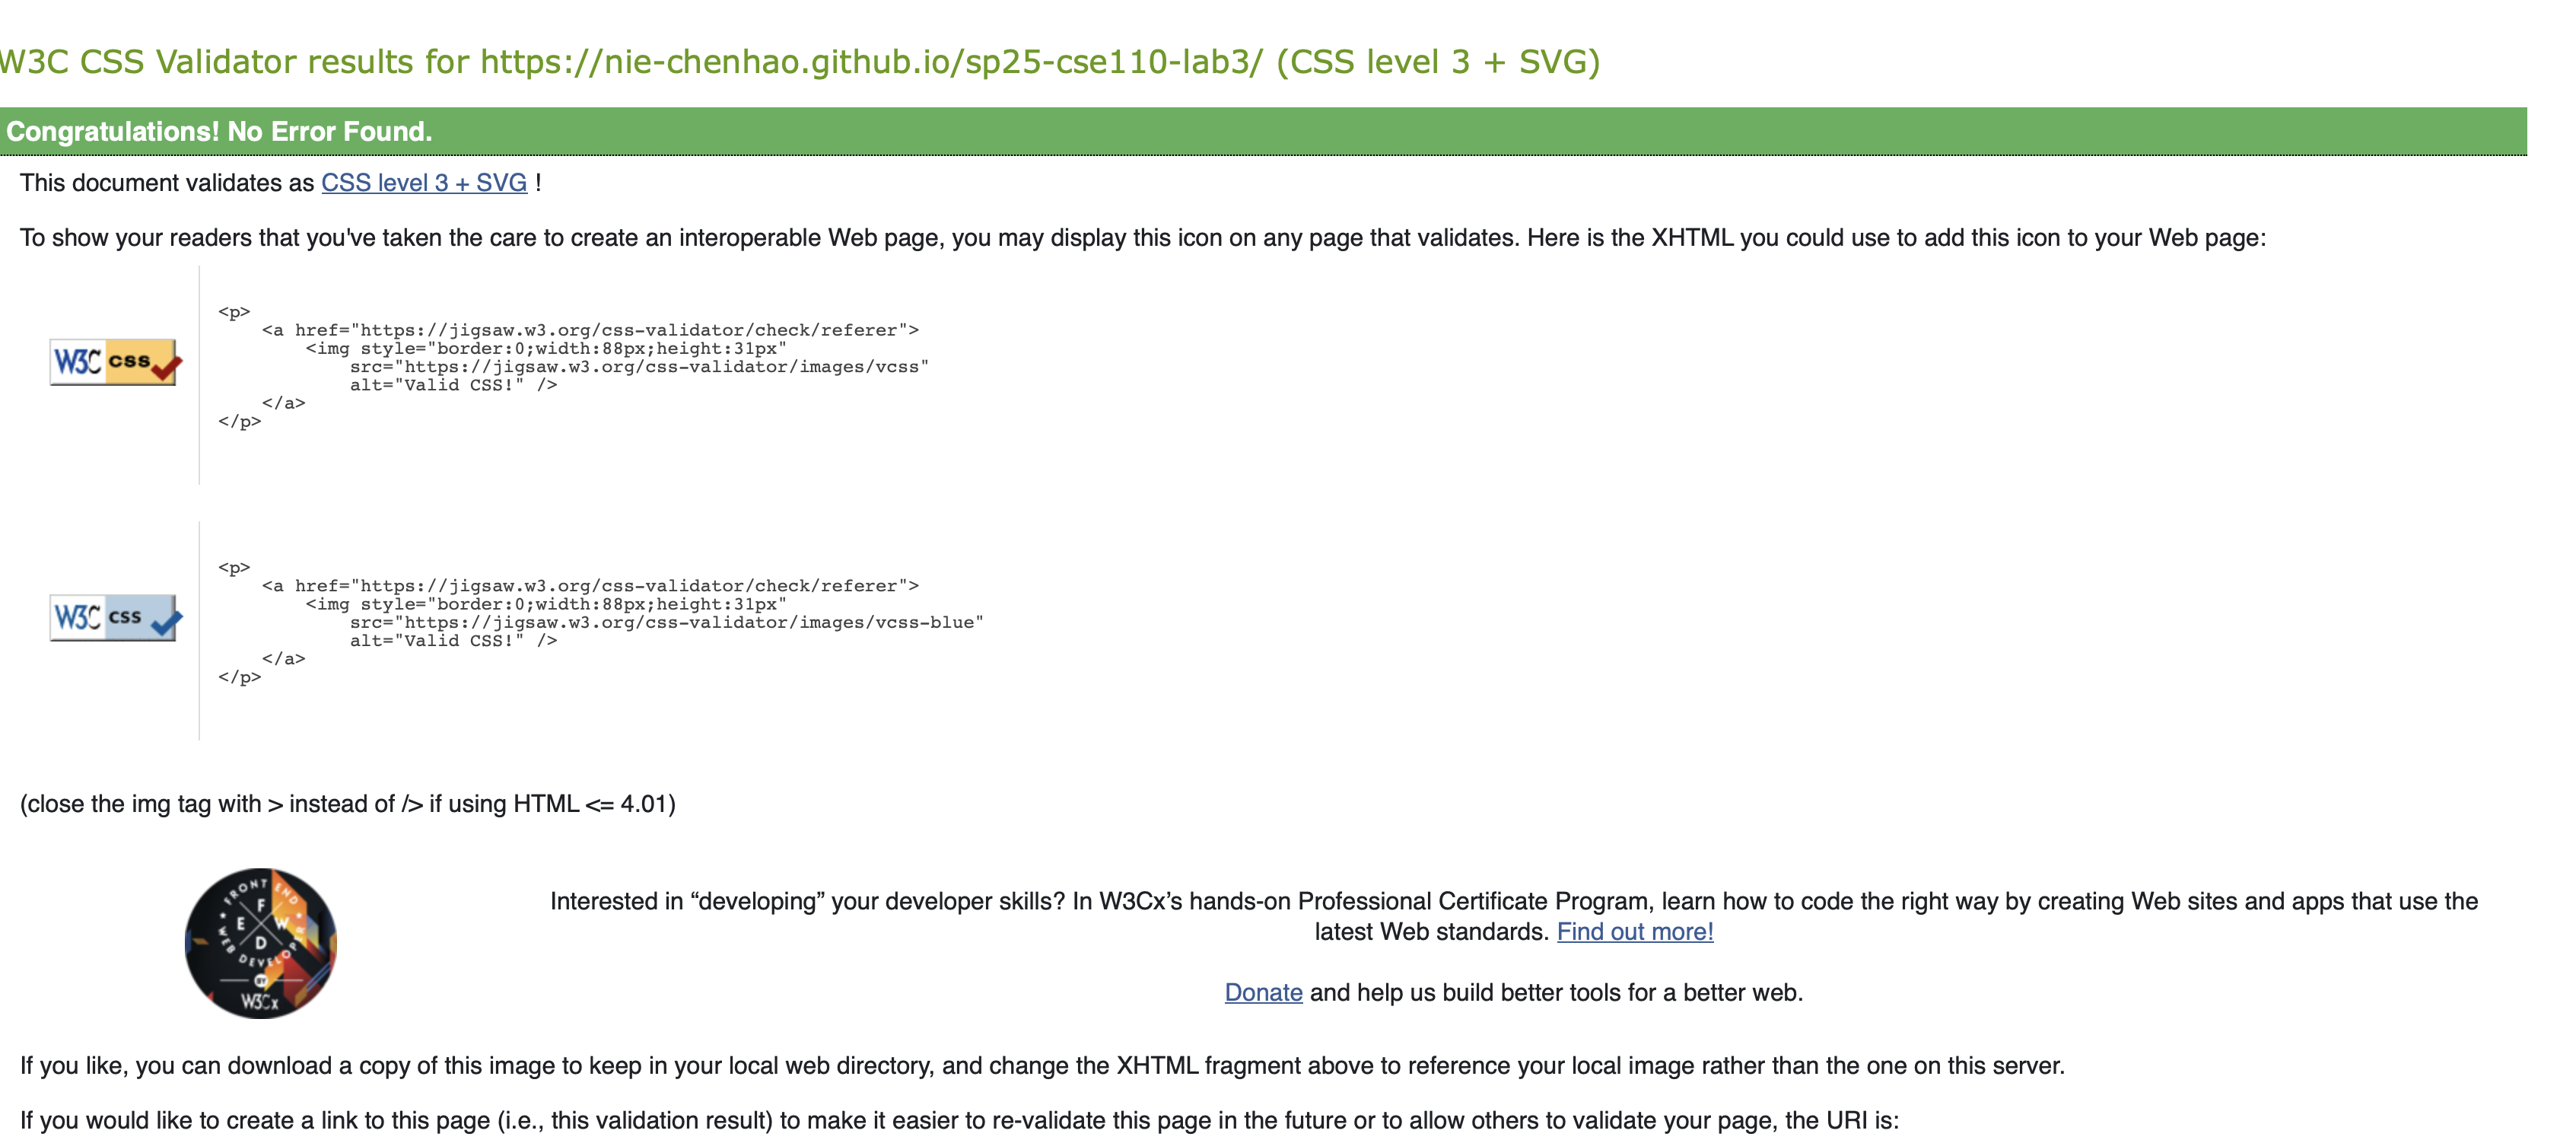 W3C CSS Validator results for https://nie-chenhao.github.io/sp25-cse110-lab3/ (CSS level 3 + SVG)
Congratulations! No Error Found.
This document validates as CSS level 3 + SVG !
To show your readers that you've taken the care to create an interoperable Web page, you may display this icon on any page that validates. Here is the XHTML you could use to add this icon to your Web page:
<p>
<a href="https://jigsaw.w3.org/css-validator/check/referer">
<img style="border:0;width:88px;height:31px"
W3C css
src="https://jigsaw.w3.org/css-validator/images/vcss"
alt="Valid CSS!" />
</a>
</p>
<p>
<a href="https://jigsaw.w3.org/css-validator/check/referer">
<img style="border:0;width:88px;height:31px"
W3C css
src="https://jigsaw.w3.org/css-validator/images/vcss-blue"
alt="Valid CSS!" />
</a>
</p>
(close the img tag with > instead of /> if using HTML <= 4.01)
FRONT END
WEB DEVELOPER
F E W D
BY
W3Cx
Interested in “developing” your developer skills? In W3Cx’s hands-on Professional Certificate Program, learn how to code the right way by creating Web sites and apps that use the
latest Web standards. Find out more!
Donate and help us build better tools for a better web.
If you like, you can download a copy of this image to keep in your local web directory, and change the XHTML fragment above to reference your local image rather than the one on this server.
If you would like to create a link to this page (i.e., this validation result) to make it easier to re-validate this page in the future or to allow others to validate your page, the URI is: